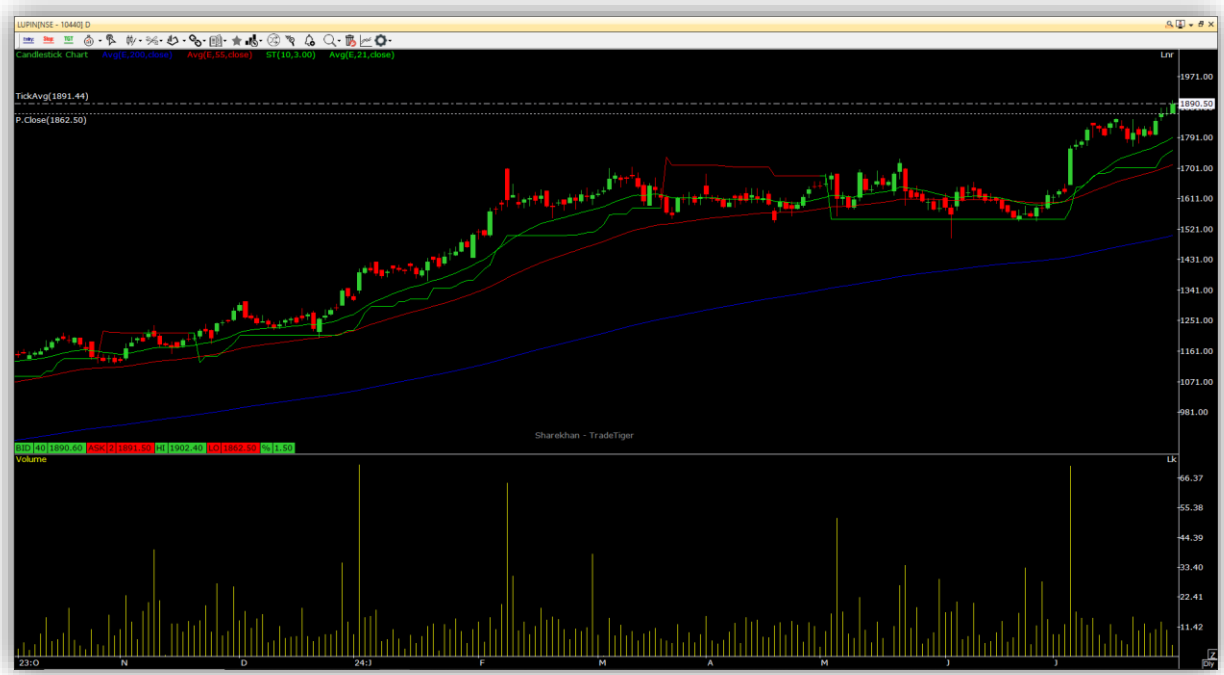 LUPIN[NSE - 10440] D
Candlestick Chart Avg(E,200,close) Avg(E,55,close) ST(10,3.00) Avg(E,21,close) Lnr
1971.00
TickAvg(1891.44)
1890.50
P.Close(1862.50)
1791.00
1701.00
1611.00
1521.00
1431.00
1341.00
1251.00
1161.00
1071.00
981.00
Sharekhan - TradeTiger
BID 40 1890.60 ASK 2 1891.50 HI 1902.40 LO 1862.50 % 1.50
Volume Lk
66.37
55.38
44.39
33.40
22.41
11.42
23:O N D 24:J F M A M J J
Z
Dly